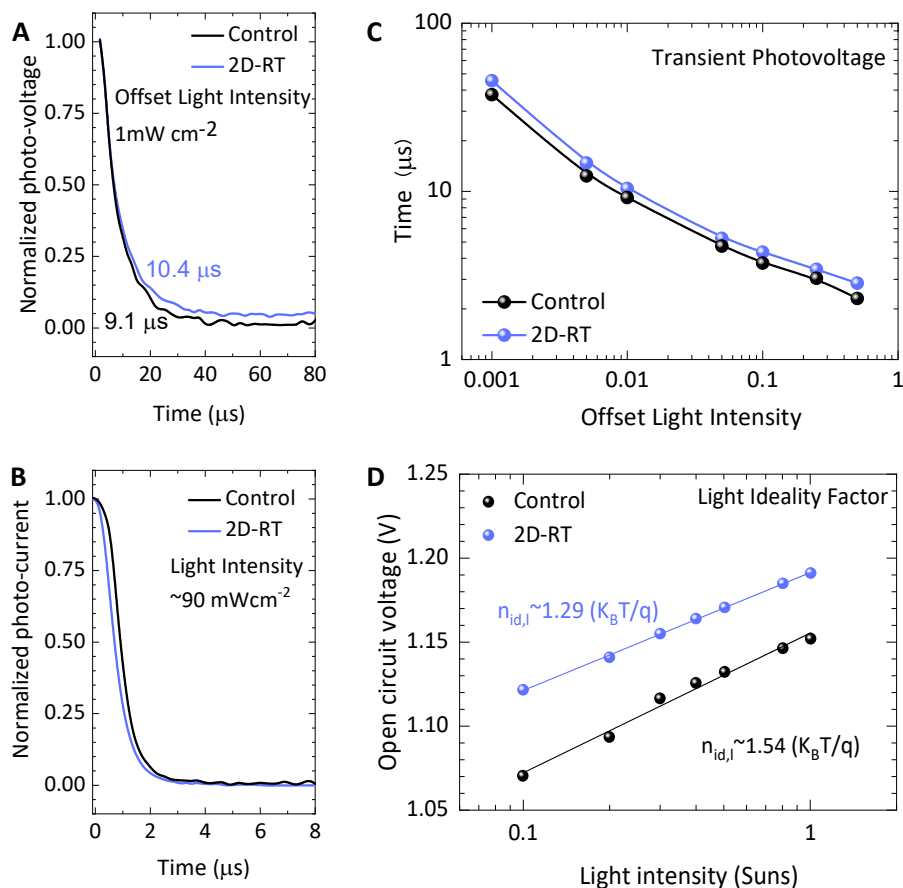 A
Control
2D-RT
Offset Light Intensity
1mW cm-2
10.4 μs
9.1 μs
1.00
0.75
0.50
0.25
0.00
0 20 40 60 80
Normalized photo-voltage
Time (μs)
B
Control
2D-RT
Light Intensity
~90 mWcm-2
1.00
0.75
0.50
0.25
0.00
0 2 4 6 8
Normalized photo-current
Time (μs)
C
Transient Photovoltage
Control
2D-RT
100
10
1
0.001 0.01 0.1 1
Time (μs)
Offset Light Intensity
D
Control
2D-RT
Light Ideality Factor
nid,l~1.29 (KBT/q)
nid,l~1.54 (KBT/q)
1.25
1.20
1.15
1.10
1.05
0.1 1
Open circuit voltage (V)
Light intensity (Suns)